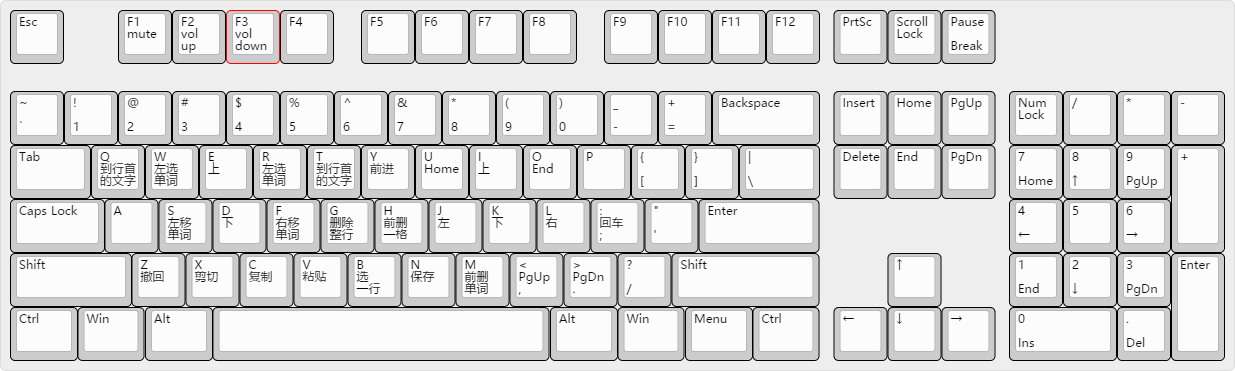 Esc F1 F2 F3 F4 F5 F6 F7 F8 F9 F10 F11 F12 PrtSc Scroll Pause
mute vol vol Lock
up down Break
~ ! @ # $ % ^ & * ( ) _ + Backspace Insert Home PgUp Num / * -
Lock
` 1 2 3 4 5 6 7 8 9 0 - =
Tab Q W E R T Y U I O P { } | Delete End PgDn 7 8 9 +
到行首 左选 上 左选 到行首 前进 Home 上 End
的文字 单词 单词 的文字 [ ] \ Home ↑ PgUp
Caps Lock A S D F G H J K L : " Enter 4 5 6
左移 下 右移 删除 前删 左 下 右 回车
单词 单词 整行 一格 ; ' ← →
Shift Z X C V B N M < > ? Shift ↑ 1 2 3 Enter
撤回 剪切 复制 粘贴 选 保存 前删 PgUp PgDn
一行 单词 , . / End ↓ PgDn
Ctrl Win Alt Alt Win Menu Ctrl ← ↓ → 0 .
Ins Del